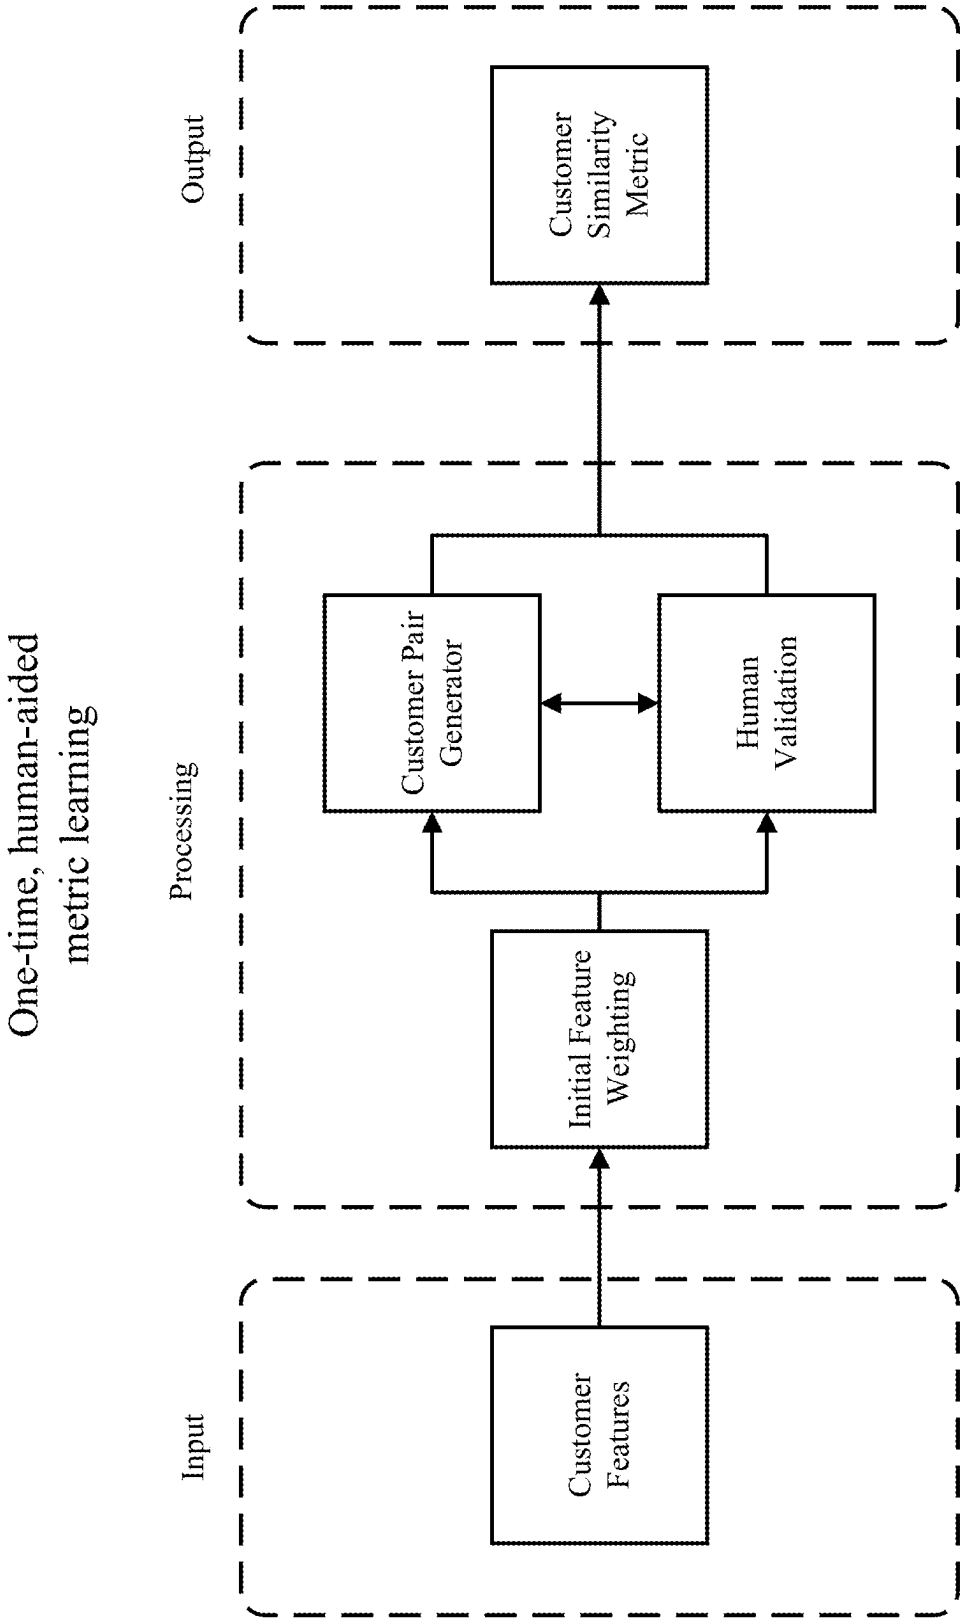 One-time, human-aided
metric learning
Input
Processing
Output
Customer
Features
Initial Feature
Weighting
Customer Pair
Generator
Human
Validation
Customer
Similarity
Metric